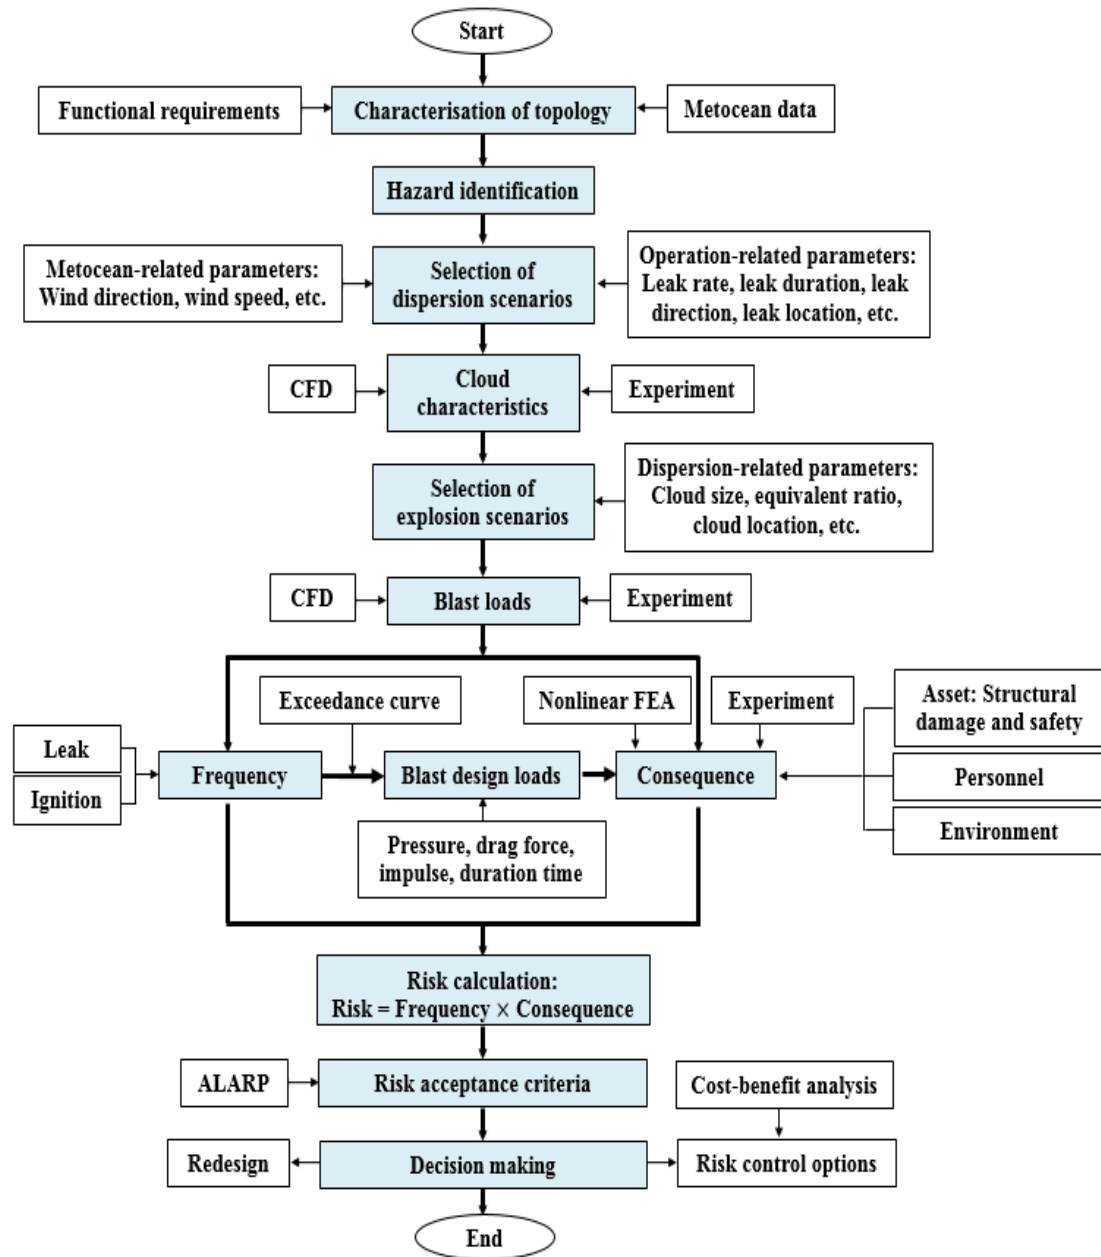 Start
Functional requirements
Characterisation of topology
Metocean data
Hazard identification
Metocean-related parameters:
Wind direction, wind speed, etc.
Selection of
dispersion scenarios
Operation-related parameters:
Leak rate, leak duration, leak
direction, leak location, etc.
CFD
Cloud
characteristics
Experiment
Selection of
explosion scenarios
Dispersion-related parameters:
Cloud size, equivalent ratio,
cloud location, etc.
CFD
Blast loads
Experiment
Exceedance curve
Nonlinear FEA
Experiment
Asset: Structural
damage and safety
Leak
Ignition
Frequency
Blast design loads
Consequence
Personnel
Environment
Pressure, drag force,
impulse, duration time
Risk calculation:
Risk = Frequency × Consequence
ALARP
Risk acceptance criteria
Cost-benefit analysis
Redesign
Decision making
Risk control options
End